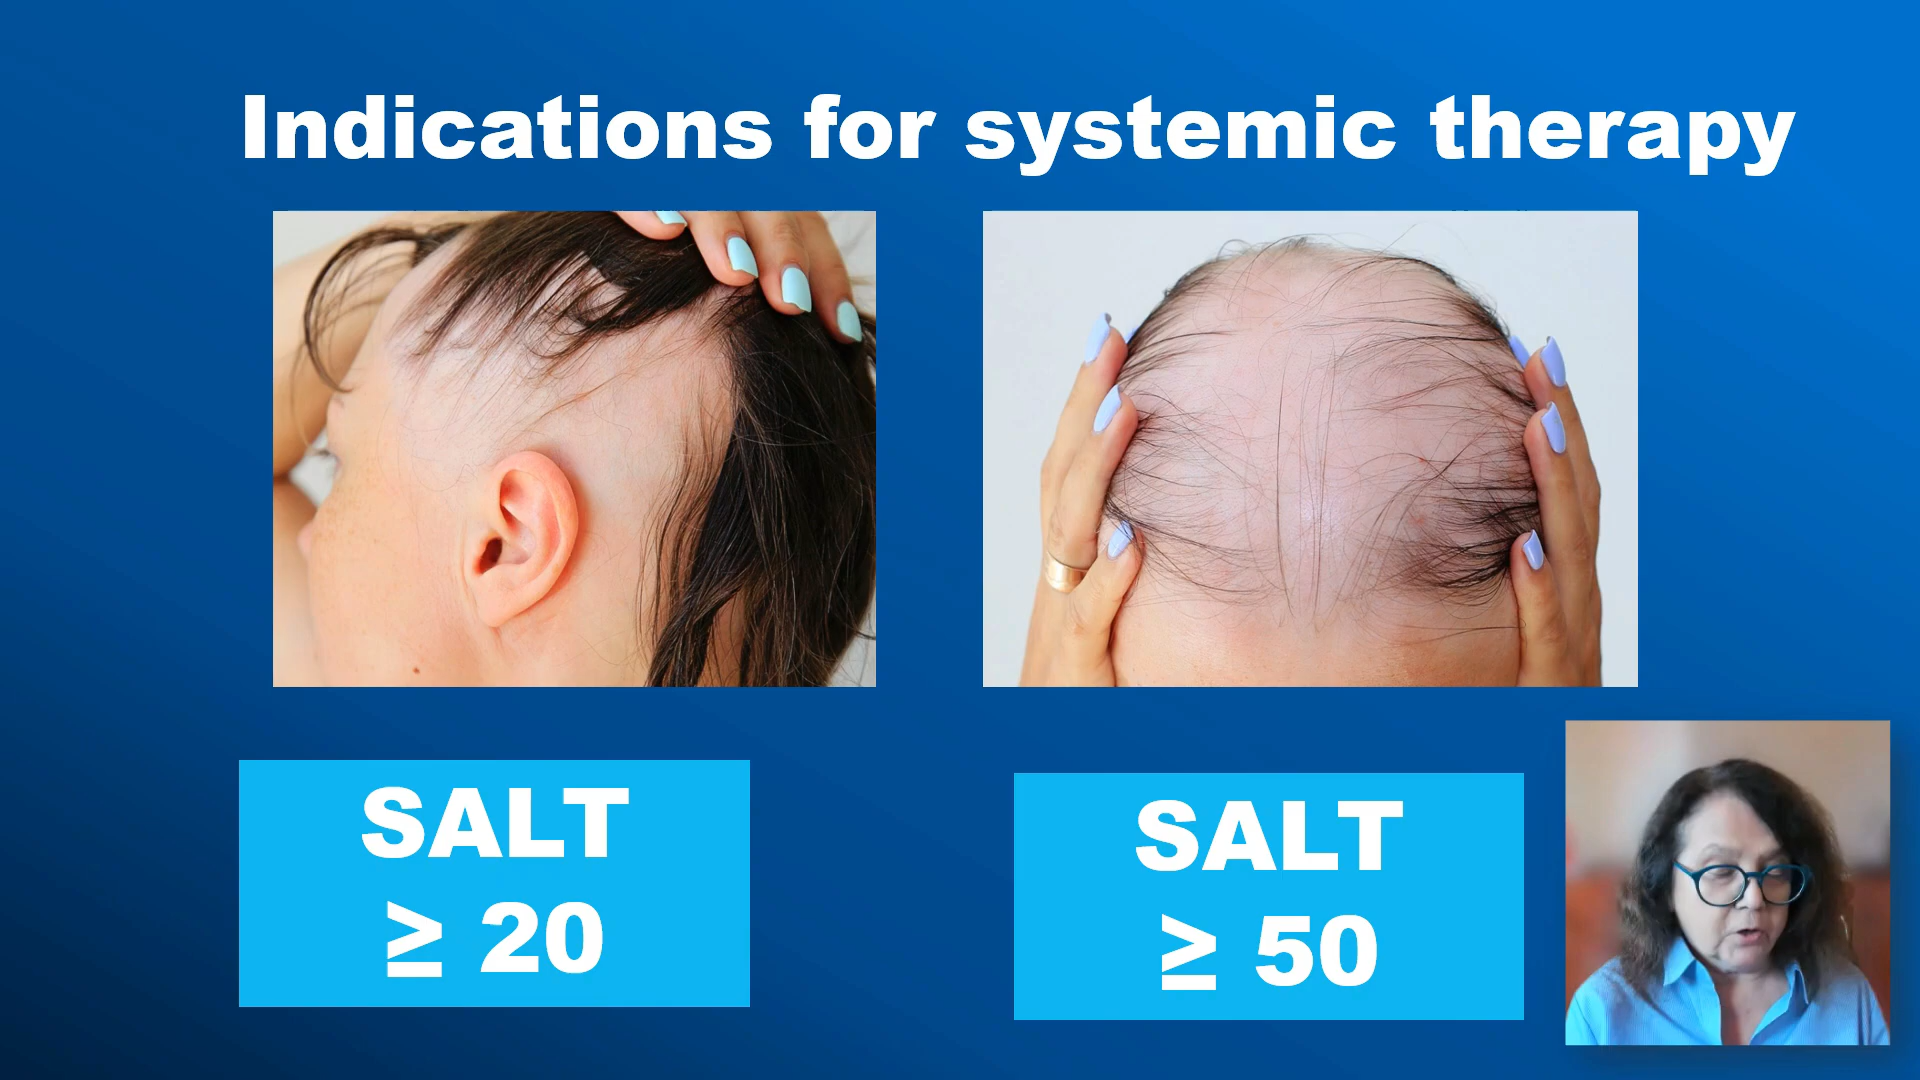 Indications for systemic therapy
SALT
≥ 20
SALT
≥ 50